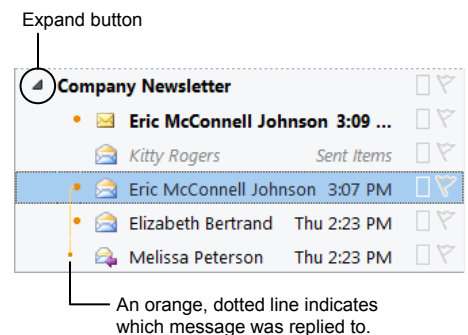 Expand button
Company Newsletter
Eric McConnell Johnson 3:09 ...
Kitty Rogers Sent Items
Eric McConnell Johnson 3:07 PM
Elizabeth Bertrand Thu 2:23 PM
Melissa Peterson Thu 2:23 PM
An orange, dotted line indicates
which message was replied to.